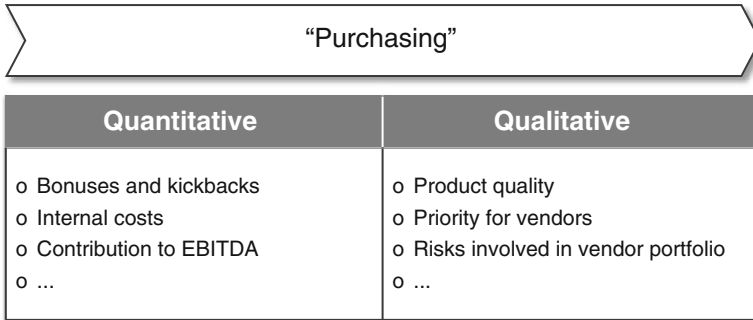 “Purchasing”
Quantitative
Qualitative
o Bonuses and kickbacks
o Internal costs
o Contribution to EBITDA
o ...
o Product quality
o Priority for vendors
o Risks involved in vendor portfolio
o ...